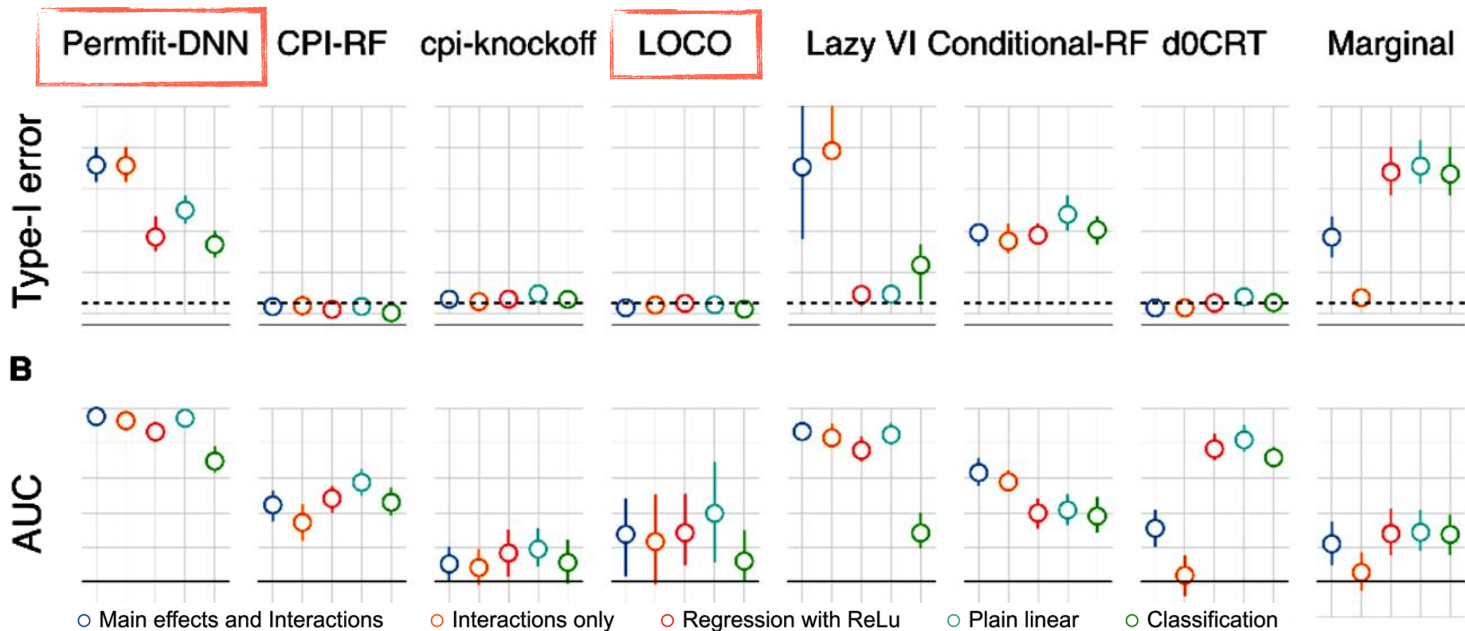 Permfit-DNN CPI-RF cpi-knockoff LOCO Lazy VI Conditional-RF d0CRT Marginal
Type-I error
B
AUC
Main effects and Interactions Interactions only Regression with ReLu Plain linear Classification